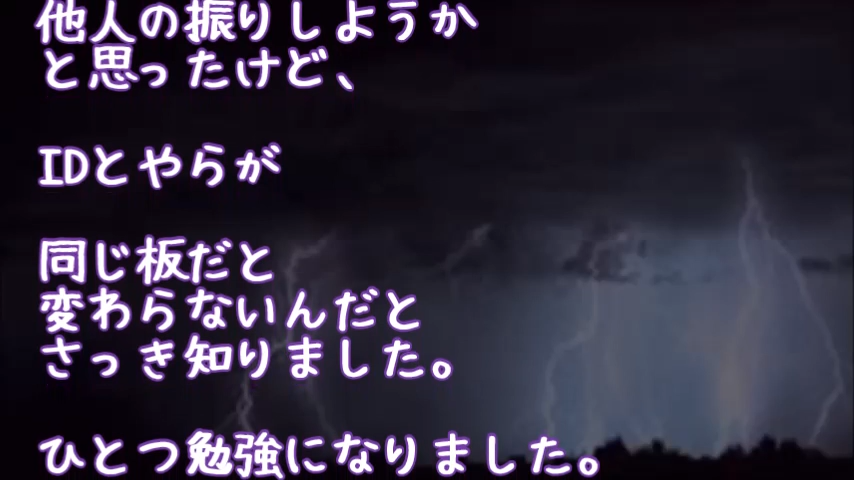 他人の振りしようか
と思ったけど、
IDとやらが
同じ板だと
変わらないんだと
さっき知りました。
ひとつ勉強になりました。